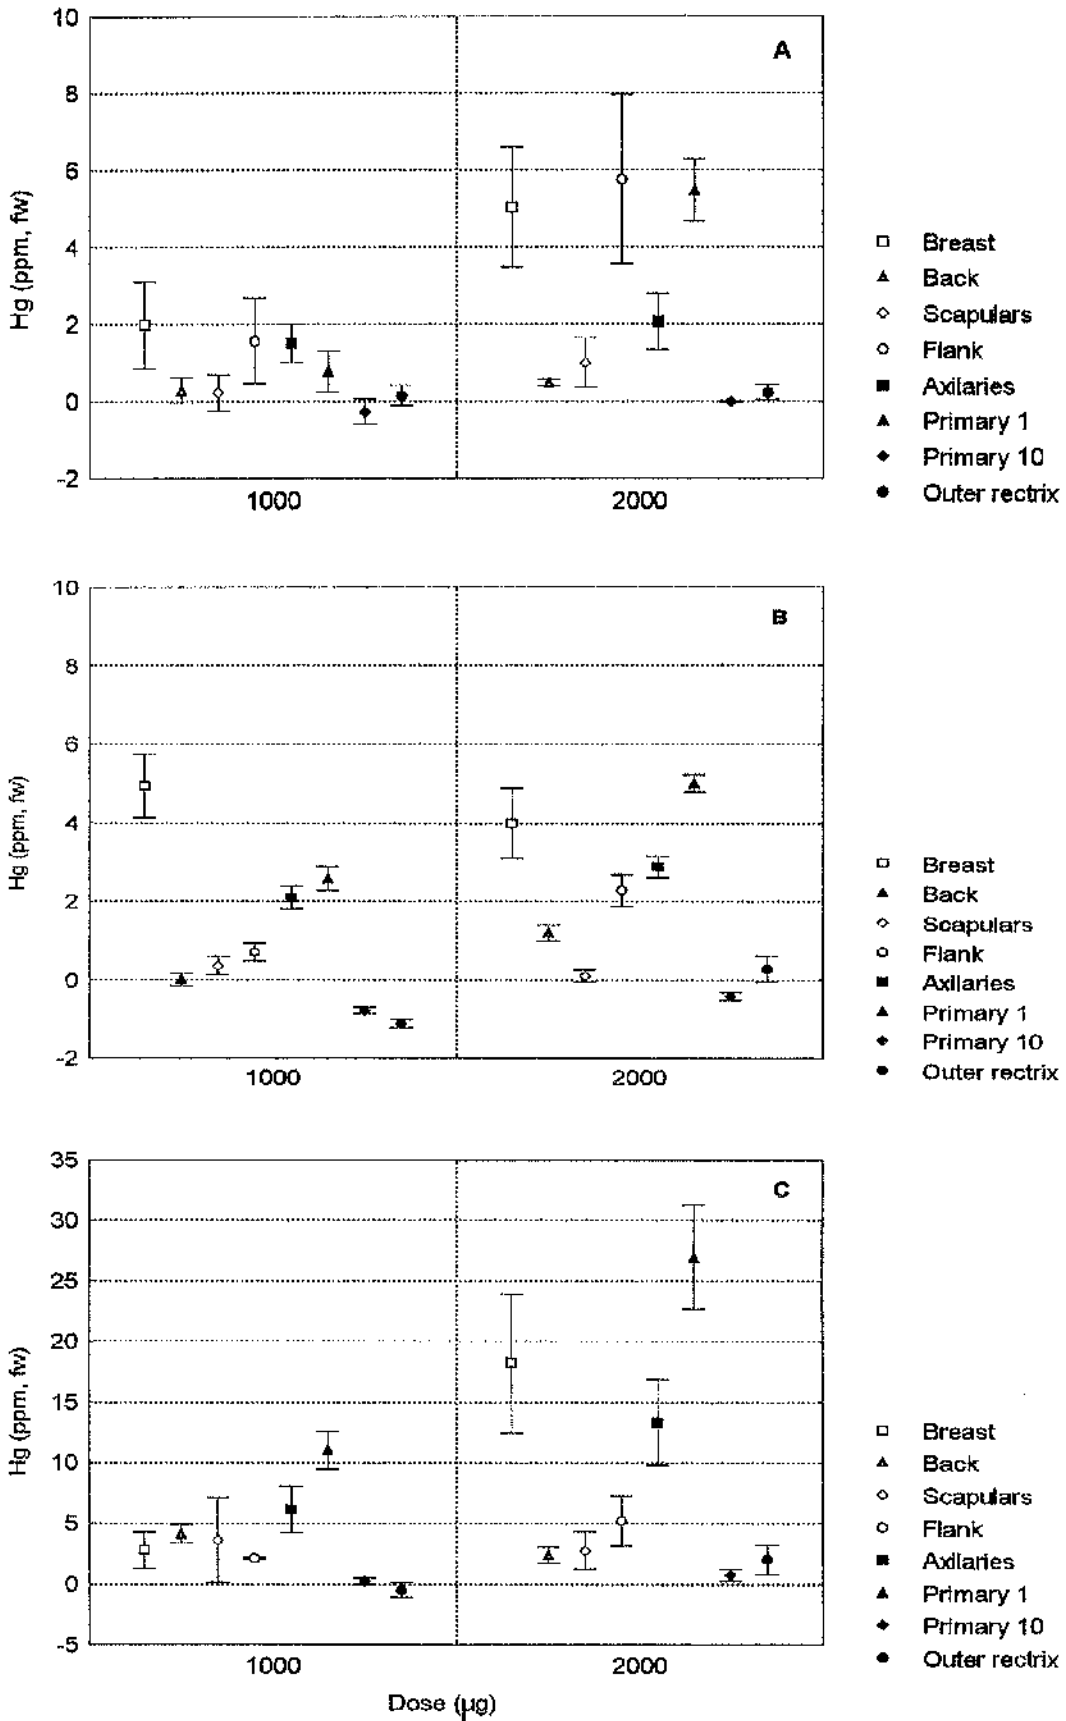 10
8
6
4
2
0
-2
Hg (ppm, fw)
A
1000
2000
Breast
Back
Scapulars
Flank
Axilaries
Primary 1
Primary 10
Outer rectrix
10
8
6
4
2
0
-2
Hg (ppm, fw)
B
1000
2000
Breast
Back
Scapulars
Flank
Axilaries
Primary 1
Primary 10
Outer rectrix
35
30
25
20
15
10
5
0
-5
Hg (ppm, fw)
C
1000
2000
Dose (µg)
Breast
Back
Scapulars
Flank
Axilaries
Primary 1
Primary 10
Outer rectrix